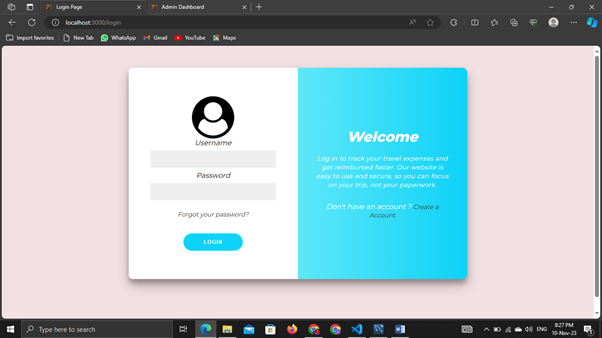 Login Page
Admin Dashboard
localhost:3000/login
Import favorites
New Tab
WhatsApp
Gmail
YouTube
Maps
Username
Password
Forgot your password?
LOGIN
Welcome
Log in to track your travel expenses and
get reimbursed faster. Our website is
easy to use and secure, so you can focus
on your trip, not your paperwork.
Don't have an account ? Create a
Account
Type here to search
ENG
8:27 PM
10-Nov-23